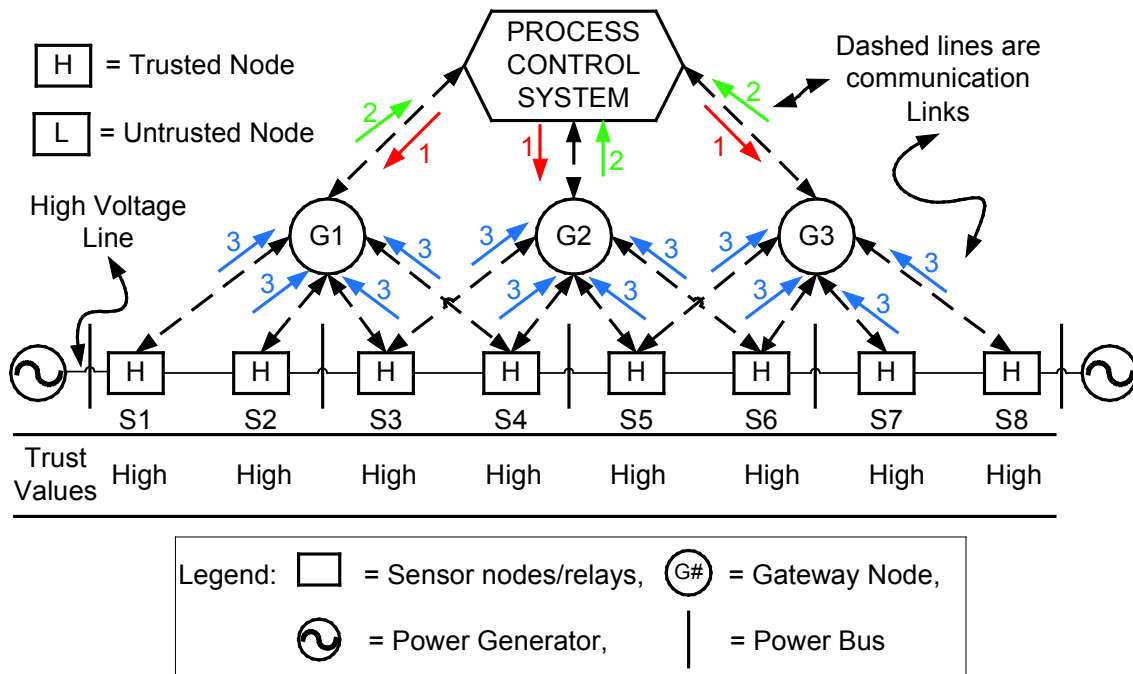 PROCESS
CONTROL
SYSTEM
Dashed lines are
communication
Links
H = Trusted Node
L = Untrusted Node
2
1
1
2
2
1
High Voltage
Line
G1
G2
G3
3
3
3
3
3
3
3
3
3
3
3
3
H
H
H
H
H
H
H
H
S1
S2
S3
S4
S5
S6
S7
S8
Trust
Values
High
High
High
High
High
High
High
High
Legend:
= Sensor nodes/relays,
G#
= Gateway Node,
= Power Generator,
= Power Bus